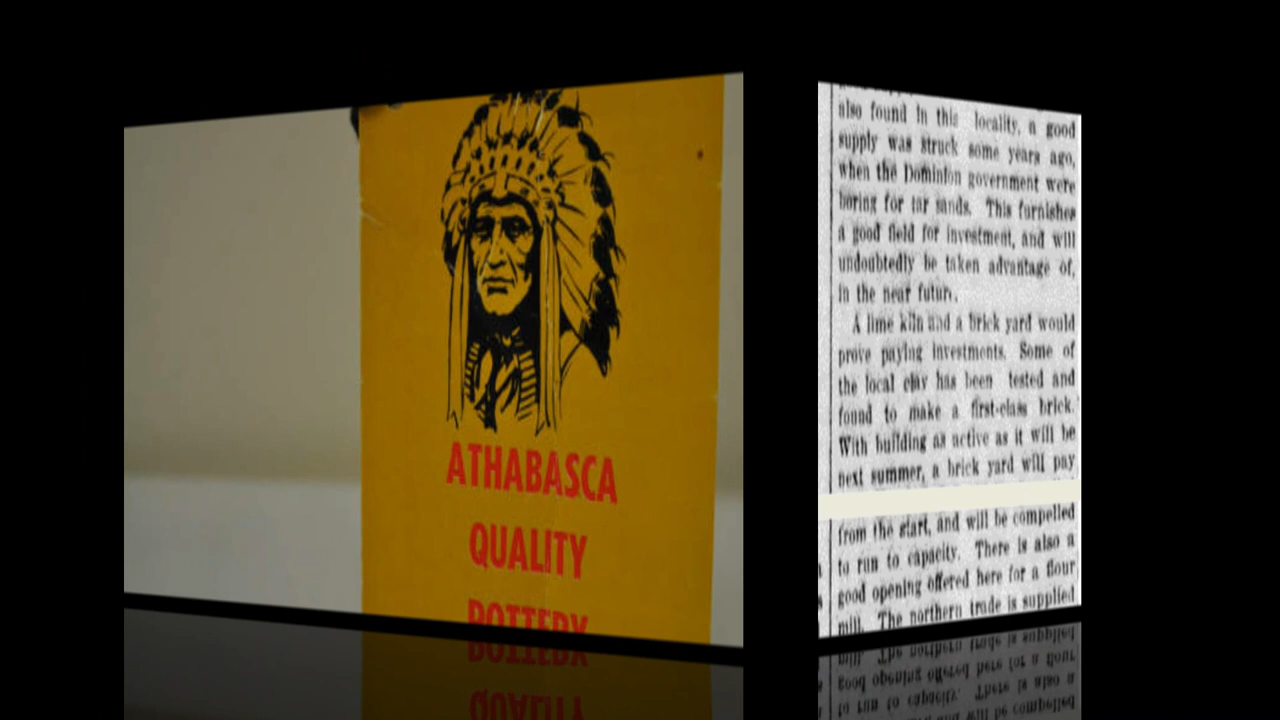 ATHABASCA
QUALITY
POTTERY
also found in this locality, a good
supply was struck some years ago,
when the Dominion government were
boring for tar sands. This furnishes
a good field for investment, and will
undoubtedly be taken advantage of,
in the near future.
A lime kiln and a brick yard would
prove paying investments. Some of
the local clay has been tested and
found to make a first-class brick.
With building as active as it will be
next summer, a brick yard will pay
from the start, and will be compelled
to run to capacity. There is also a
good opening offered here for a flour
mill. The northern trade is supplied